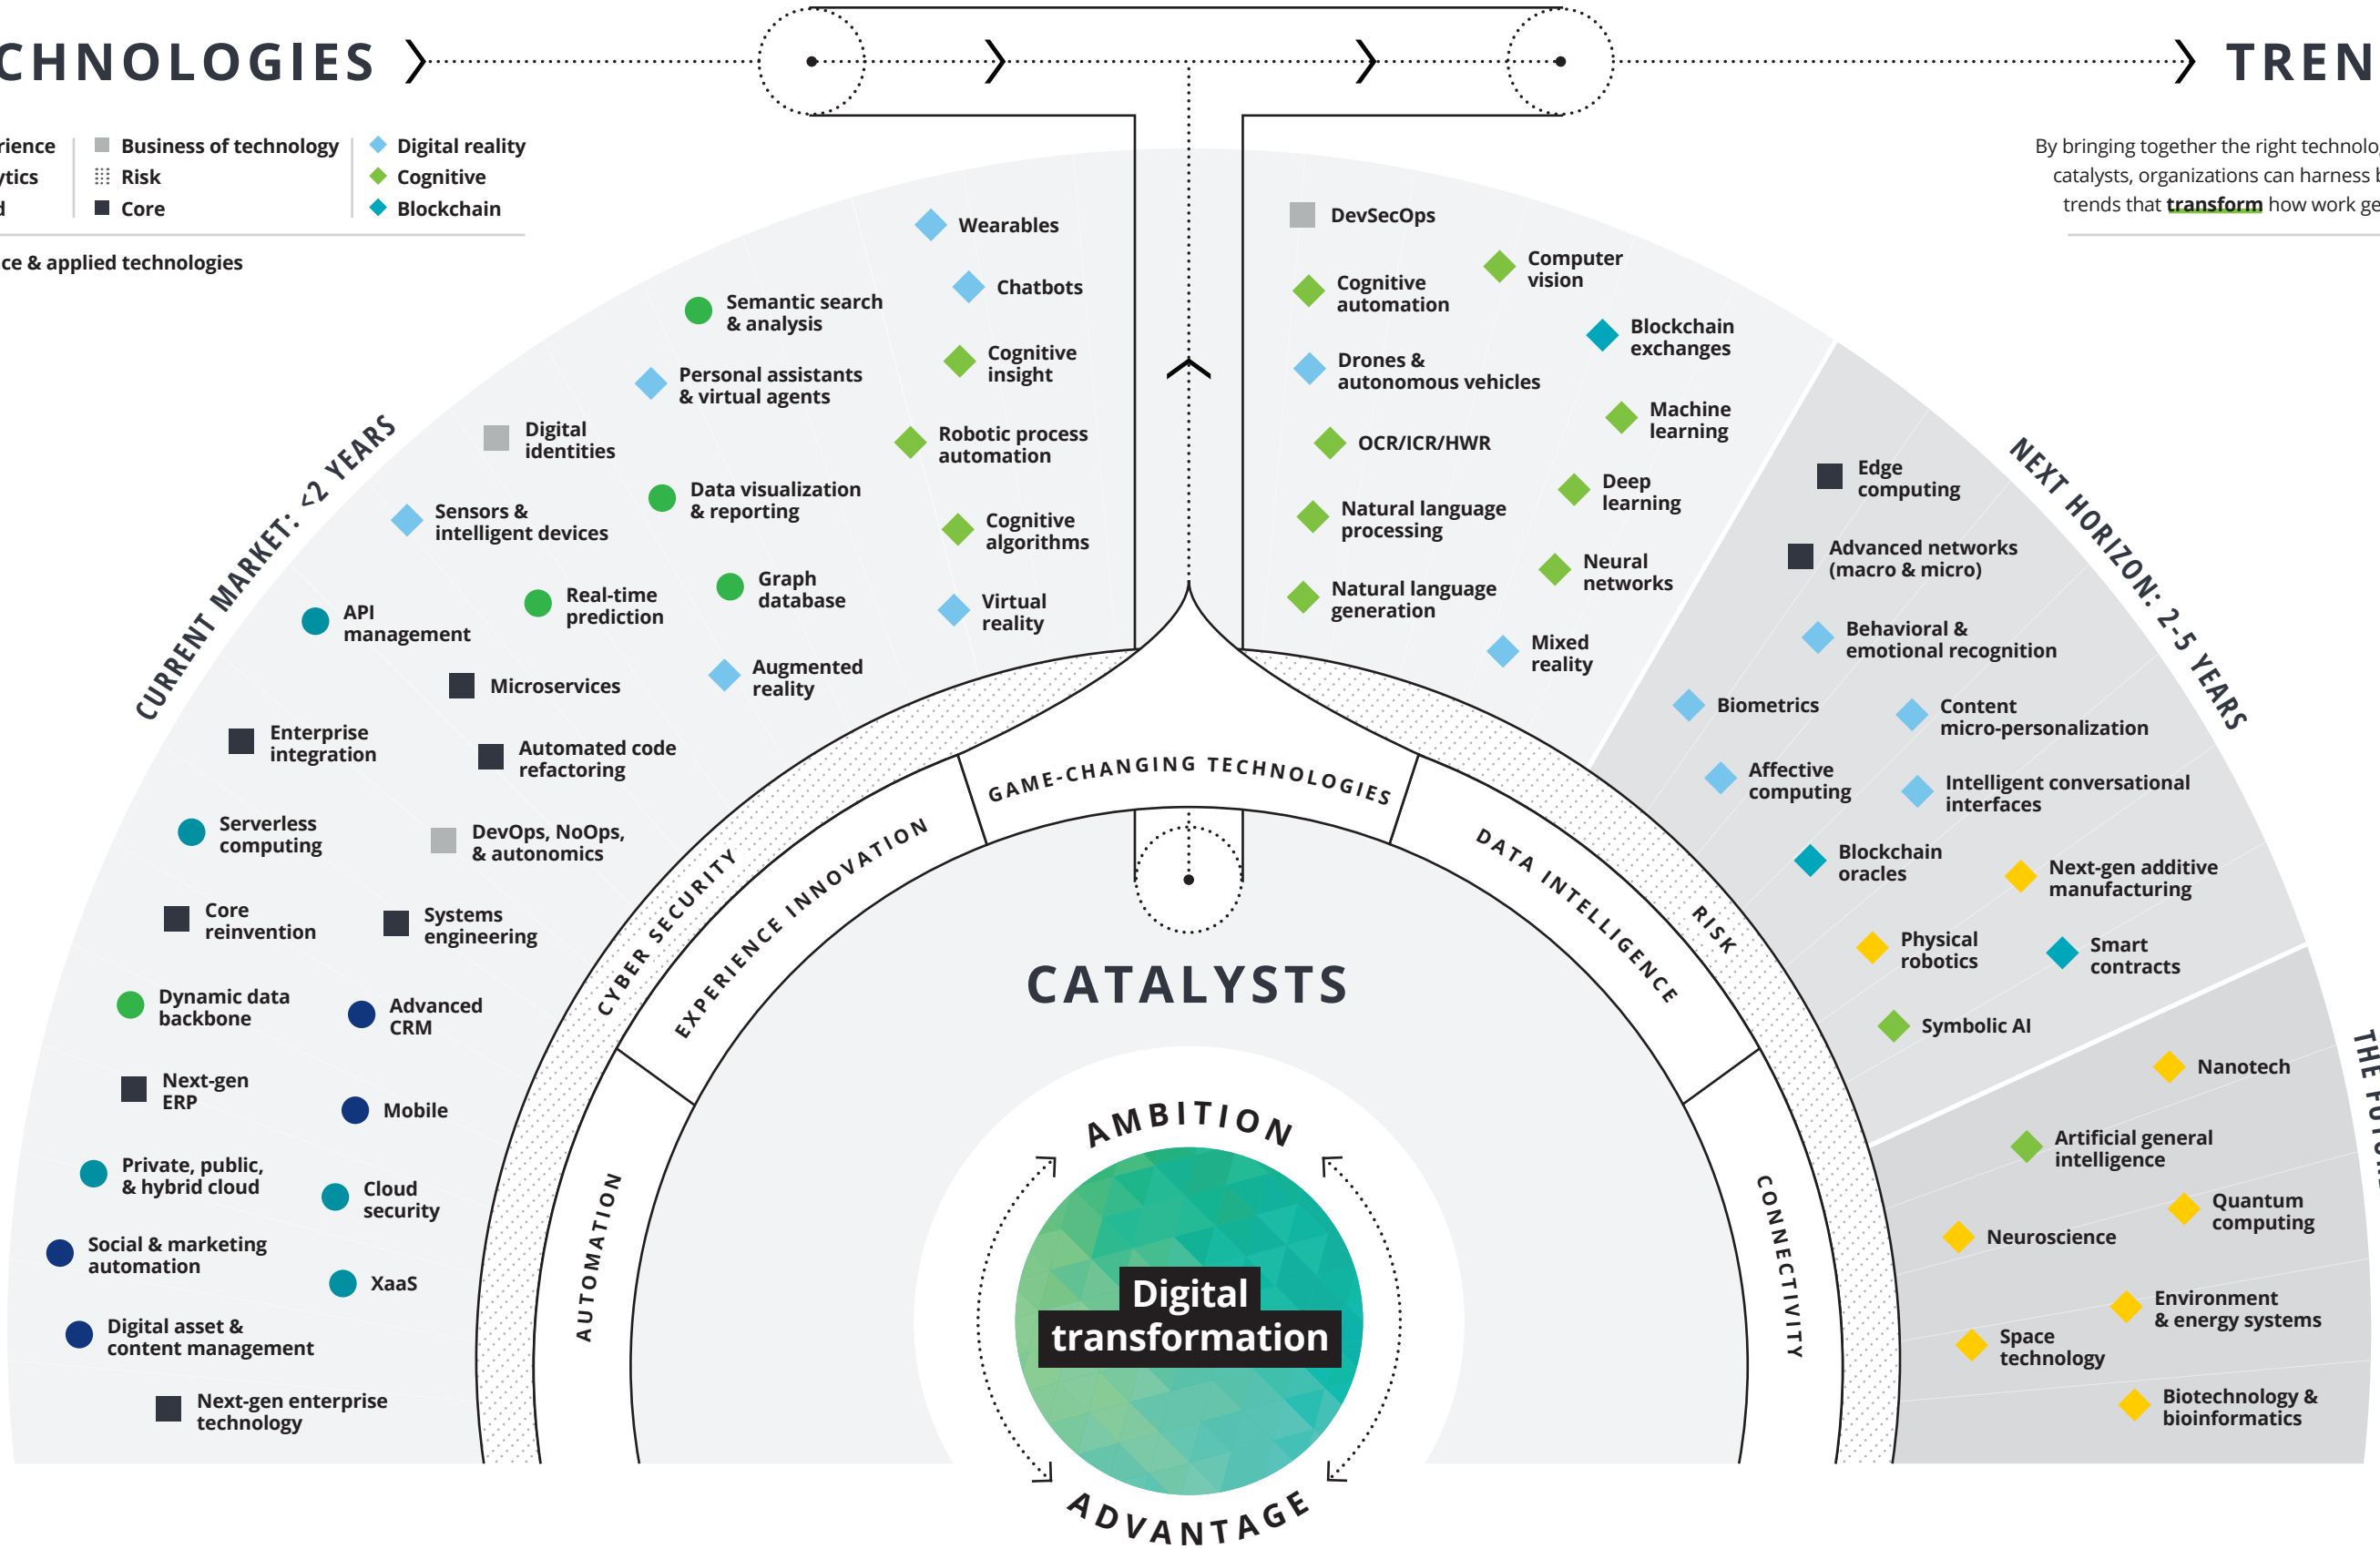 CHNOLOGIES
TREN
rience
ytics
d
Business of technology
Risk
Core
Digital reality
Cognitive
Blockchain
ce & applied technologies
By bringing together the right technolo
catalysts, organizations can harness
trends that transform how work ge
CURRENT MARKET: <2 YEARS
Wearables
Chatbots
Semantic search
& analysis
Cognitive
insight
Personal assistants
& virtual agents
Digital
identities
Robotic process
automation
Data visualization
& reporting
Sensors &
intelligent devices
Cognitive
algorithms
Graph
database
Real-time
prediction
Virtual
reality
API
management
Augmented
reality
Microservices
Enterprise
integration
Automated code
refactoring
Serverless
computing
DevOps, NoOps,
& autonomics
Core
reinvention
Systems
engineering
Dynamic data
backbone
Advanced
CRM
Next-gen
ERP
Mobile
Private, public,
& hybrid cloud
Cloud
security
Social & marketing
automation
XaaS
Digital asset &
content management
Next-gen enterprise
technology
DevSecOps
Computer
vision
Cognitive
automation
Blockchain
exchanges
Drones &
autonomous vehicles
Machine
learning
OCR/ICR/HWR
Deep
learning
Natural language
processing
Neural
networks
Natural language
generation
Mixed
reality
NEXT HORIZON: 2-5 YEARS
Edge
computing
Advanced networks
(macro & micro)
Behavioral &
emotional recognition
Biometrics
Content
micro-personalization
Affective
computing
Intelligent conversational
interfaces
Blockchain
oracles
Next-gen additive
manufacturing
Physical
robotics
Smart
contracts
Symbolic AI
THE FUTURE
Nanotech
Artificial general
intelligence
Quantum
computing
Neuroscience
Environment
& energy systems
Space
technology
Biotechnology &
bioinformatics
CYBER SECURITY
RISK
AUTOMATION
EXPERIENCE INNOVATION
GAME-CHANGING TECHNOLOGIES
DATA INTELLIGENCE
CONNECTIVITY
CATALYSTS
AMBITION
Digital
transformation
ADVANTAGE